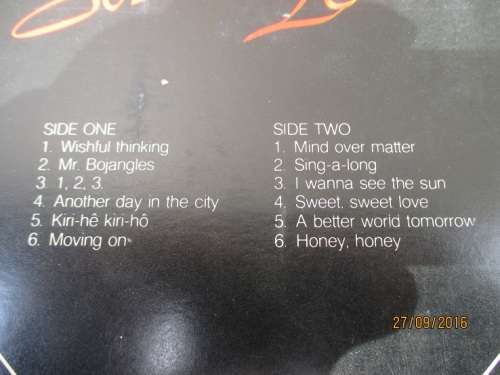 SIDE ONE
1. Wishful thinking
2. Mr. Bojangles
3. 1, 2, 3.
4. Another day in the city
5. Kiri-hê kiri-hô
6. Moving on
SIDE TWO
1. Mind over matter
2. Sing-a-long
3. I wanna see the sun
4. Sweet, sweet love
5. A better world tomorrow
6. Honey, honey
27/09/2016